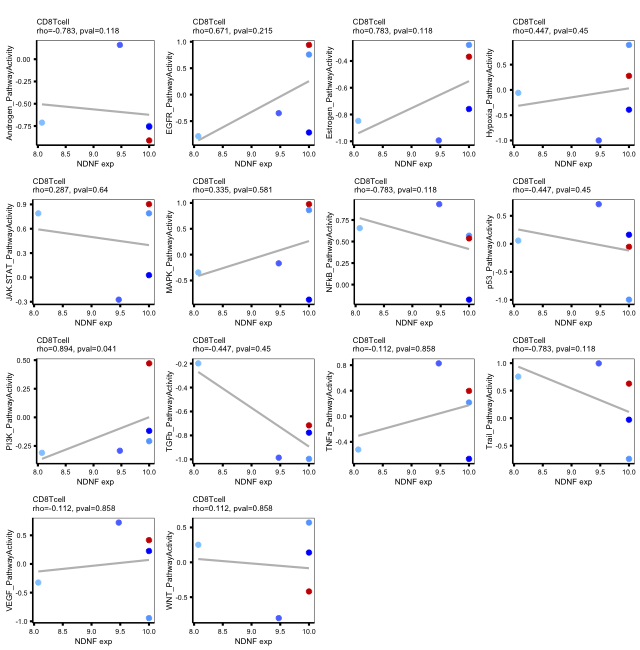 CD8Tcell
rho=-0.783, pval=0.118
Androgen_PathwayActivity
0.00
-0.75
8.0 8.5 9.0 9.5 10.0
NDNF exp
CD8Tcell
rho=0.671, pval=0.215
EGFR_PathwayActivity
1.0
0.5
0.0
-0.5
8.0 8.5 9.0 9.5 10.0
NDNF exp
CD8Tcell
rho=0.783, pval=0.118
Estrogen_PathwayActivity
-0.4
-0.6
-0.8
-1.0
8.0 8.5 9.0 9.5 10.0
NDNF exp
CD8Tcell
rho=0.447, pval=0.45
Hypoxia_PathwayActivity
0.5
0.0
-0.5
-1.0
8.0 8.5 9.0 9.5 10.0
NDNF exp
CD8Tcell
rho=0.287, pval=0.64
JAK.STAT_PathwayActivity
0.9
0.6
0.3
0.0
-0.3
8.0 8.5 9.0 9.5 10.0
NDNF exp
CD8Tcell
rho=0.335, pval=0.581
MAPK_PathwayActivity
1.0
0.5
0.0
-0.5
8.0 8.5 9.0 9.5 10.0
NDNF exp
CD8Tcell
rho=-0.783, pval=0.118
NFkB_PathwayActivity
0.75
0.50
0.25
0.00
8.0 8.5 9.0 9.5 10.0
NDNF exp
CD8Tcell
rho=-0.447, pval=0.45
p53_PathwayActivity
0.5
0.0
-0.5
-1.0
8.0 8.5 9.0 9.5 10.0
NDNF exp
CD8Tcell
rho=0.894, pval=0.041
PI3K_PathwayActivity
0.50
0.25
0.00
-0.25
8.0 8.5 9.0 9.5 10.0
NDNF exp
CD8Tcell
rho=-0.447, pval=0.45
TGFb_PathwayActivity
-0.2
-0.4
-0.6
-0.8
-1.0
8.0 8.5 9.0 9.5 10.0
NDNF exp
CD8Tcell
rho=-0.112, pval=0.858
TNFa_PathwayActivity
0.8
0.4
0.0
-0.4
8.0 8.5 9.0 9.5 10.0
NDNF exp
CD8Tcell
rho=-0.783, pval=0.118
Trail_PathwayActivity
1.0
0.5
0.0
-0.5
8.0 8.5 9.0 9.5 10.0
NDNF exp
CD8Tcell
rho=-0.112, pval=0.858
VEGF_PathwayActivity
0.5
0.0
-0.5
-1.0
8.0 8.5 9.0 9.5 10.0
NDNF exp
CD8Tcell
rho=0.112, pval=0.858
WNT_PathwayActivity
0.5
0.0
-0.5
8.0 8.5 9.0 9.5 10.0
NDNF exp